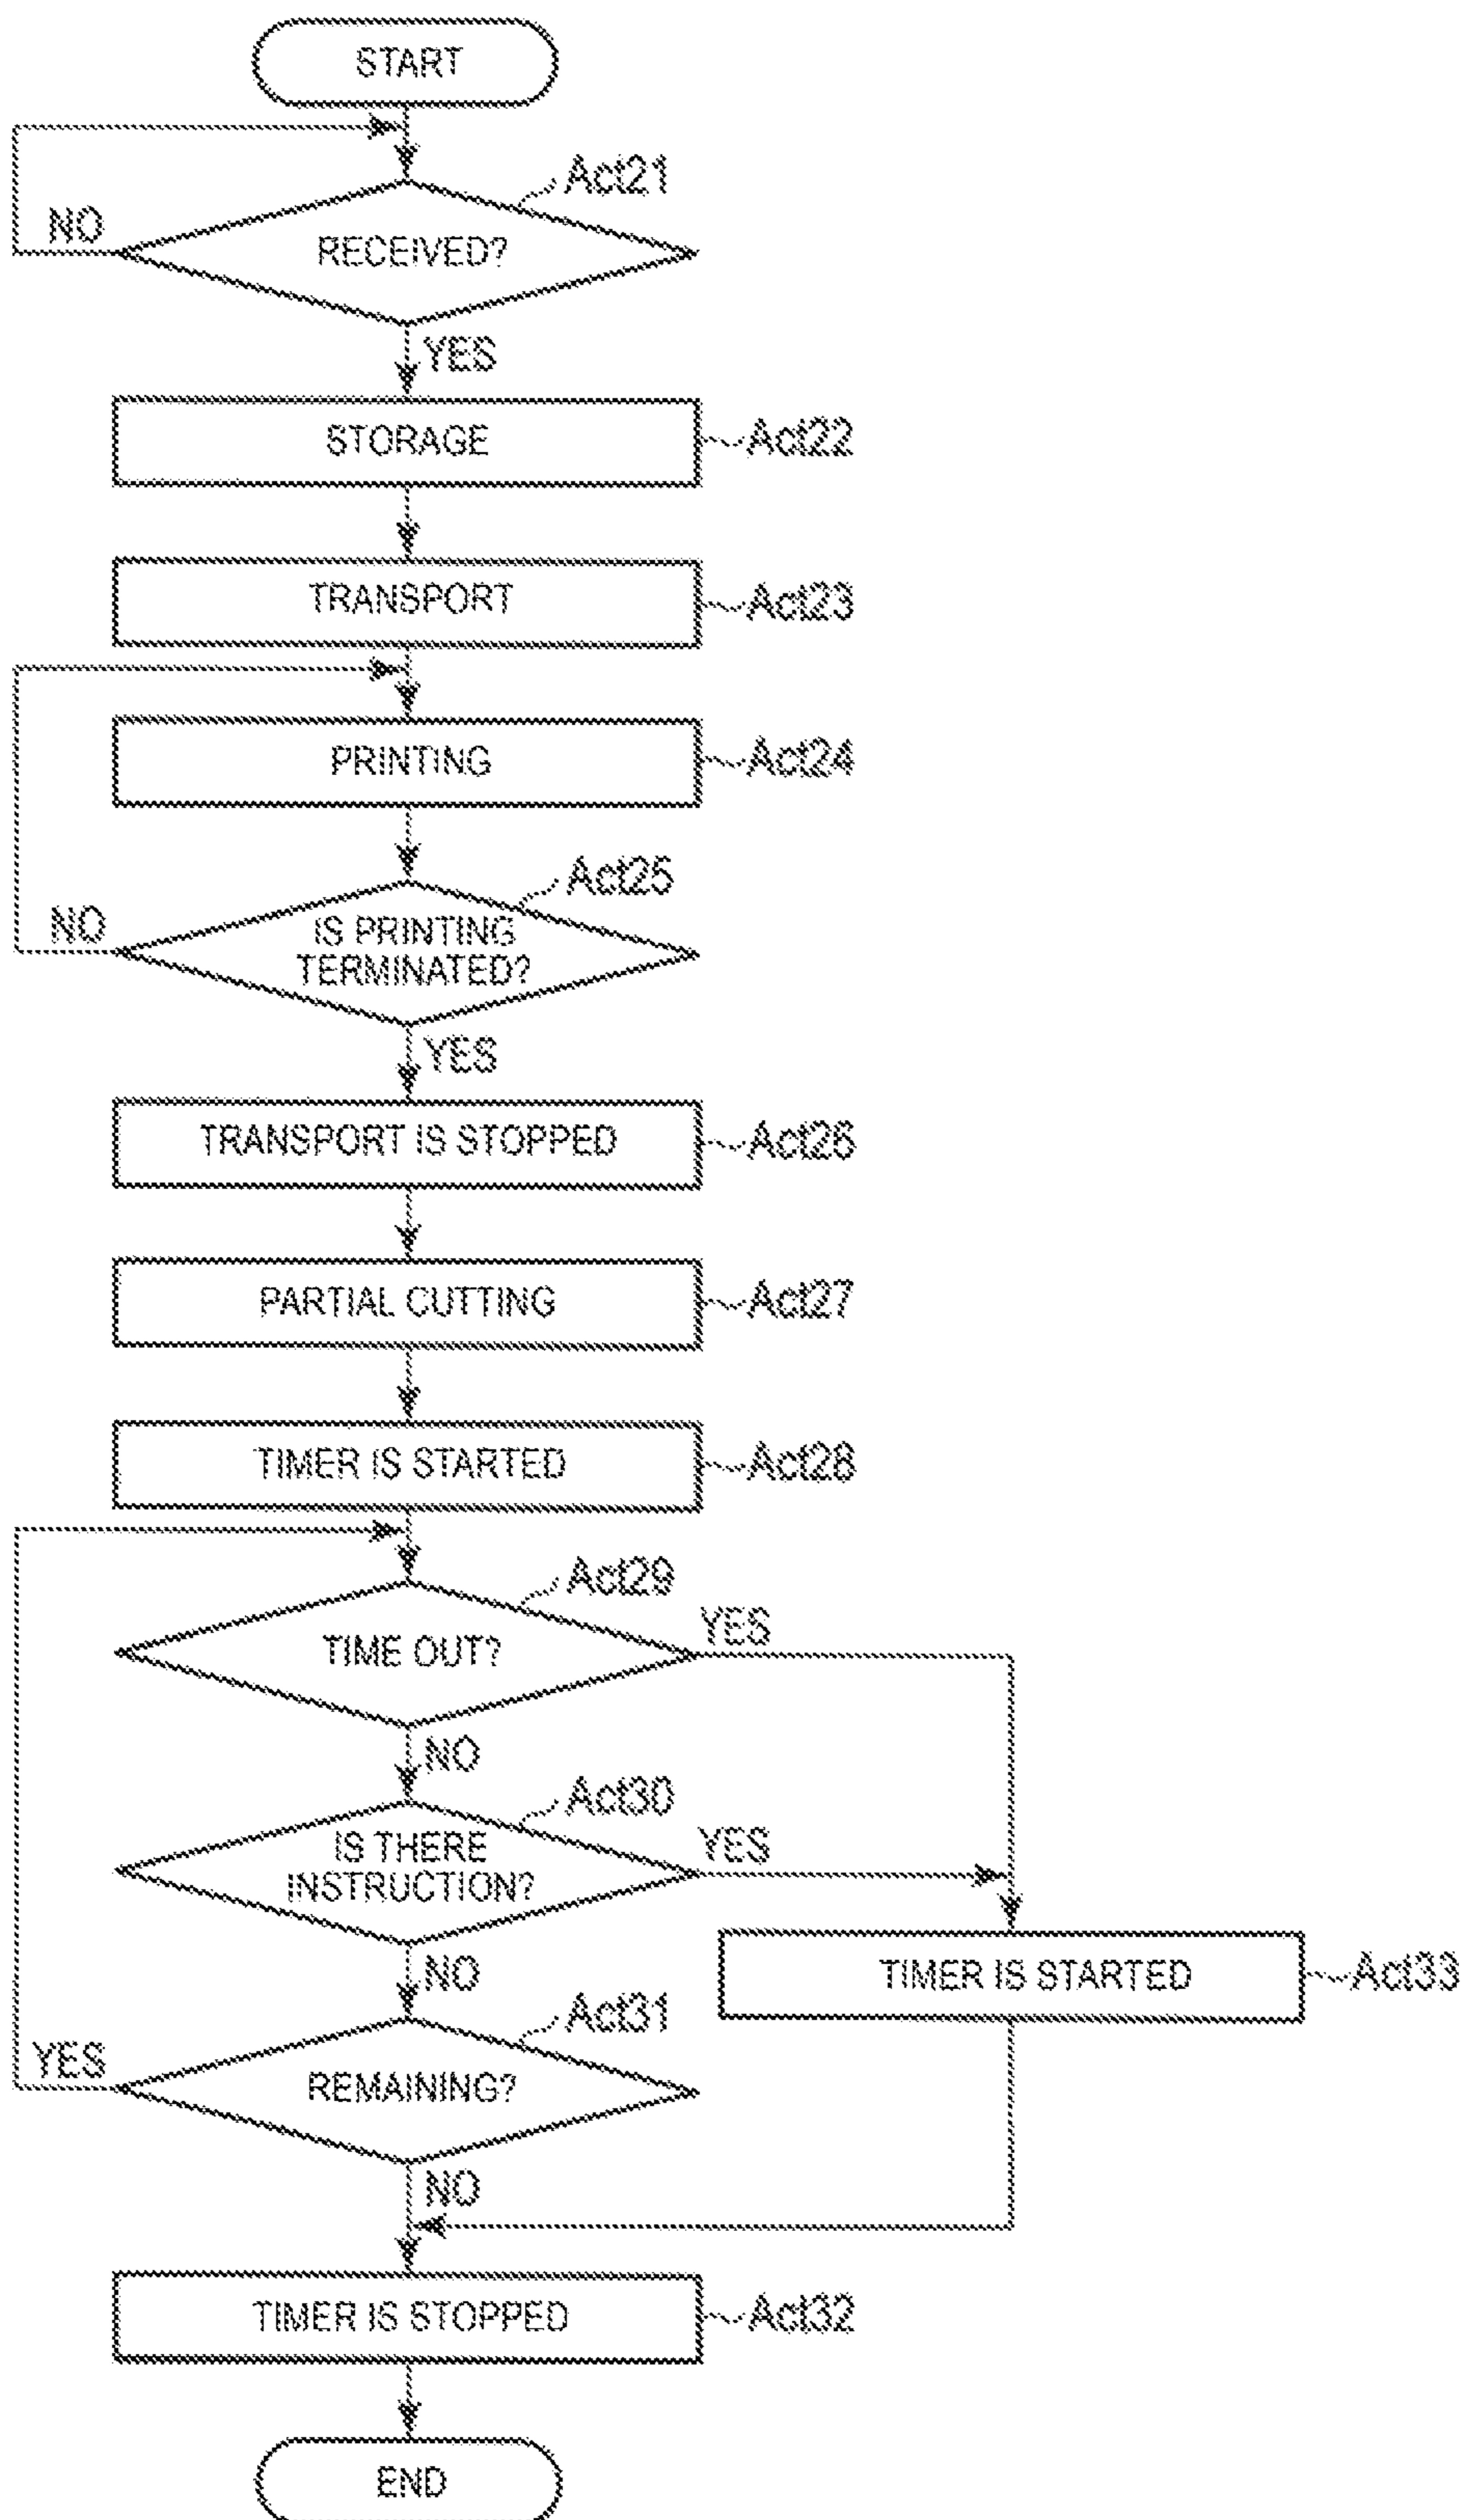 START
Act21
NO
RECEIVED?
YES
STORAGE
Act22
TRANSPORT
Act23
PRINTING
Act24
Act25
NO
IS PRINTING
TERMINATED?
YES
TRANSPORT IS STOPPED
Act26
PARTIAL CUTTING
Act27
TIMER IS STARTED
Act28
Act29
YES
TIME OUT?
NO
Act30
YES
IS THERE
INSTRUCTION?
NO
TIMER IS STARTED
Act33
Act31
YES
REMAINING?
NO
TIMER IS STOPPED
Act32
END